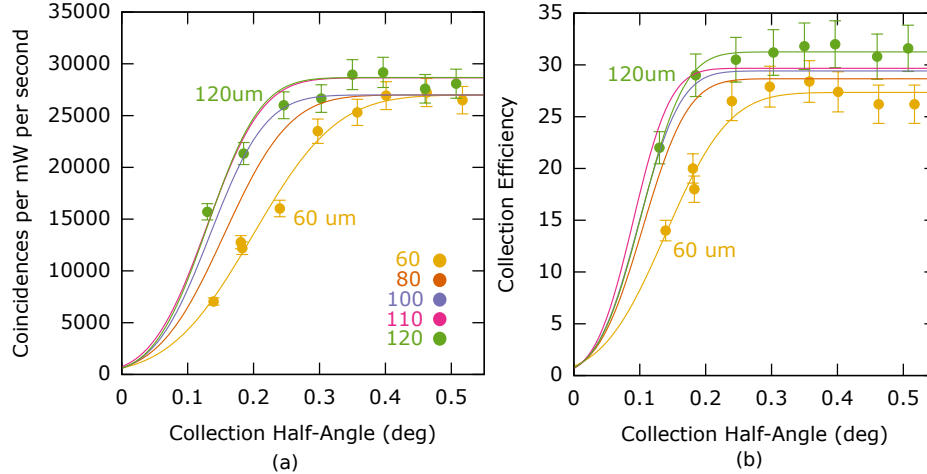 Coincidences per mW per second
35000
30000
25000
20000
15000
10000
5000
0
120um
60 um
60
80
100
110
120
0 0.1 0.2 0.3 0.4 0.5
Collection Half-Angle (deg)
(a)
Collection Efficiency
35
30
25
20
15
10
5
0
120um
60 um
0 0.1 0.2 0.3 0.4 0.5
Collection Half-Angle (deg)
(b)